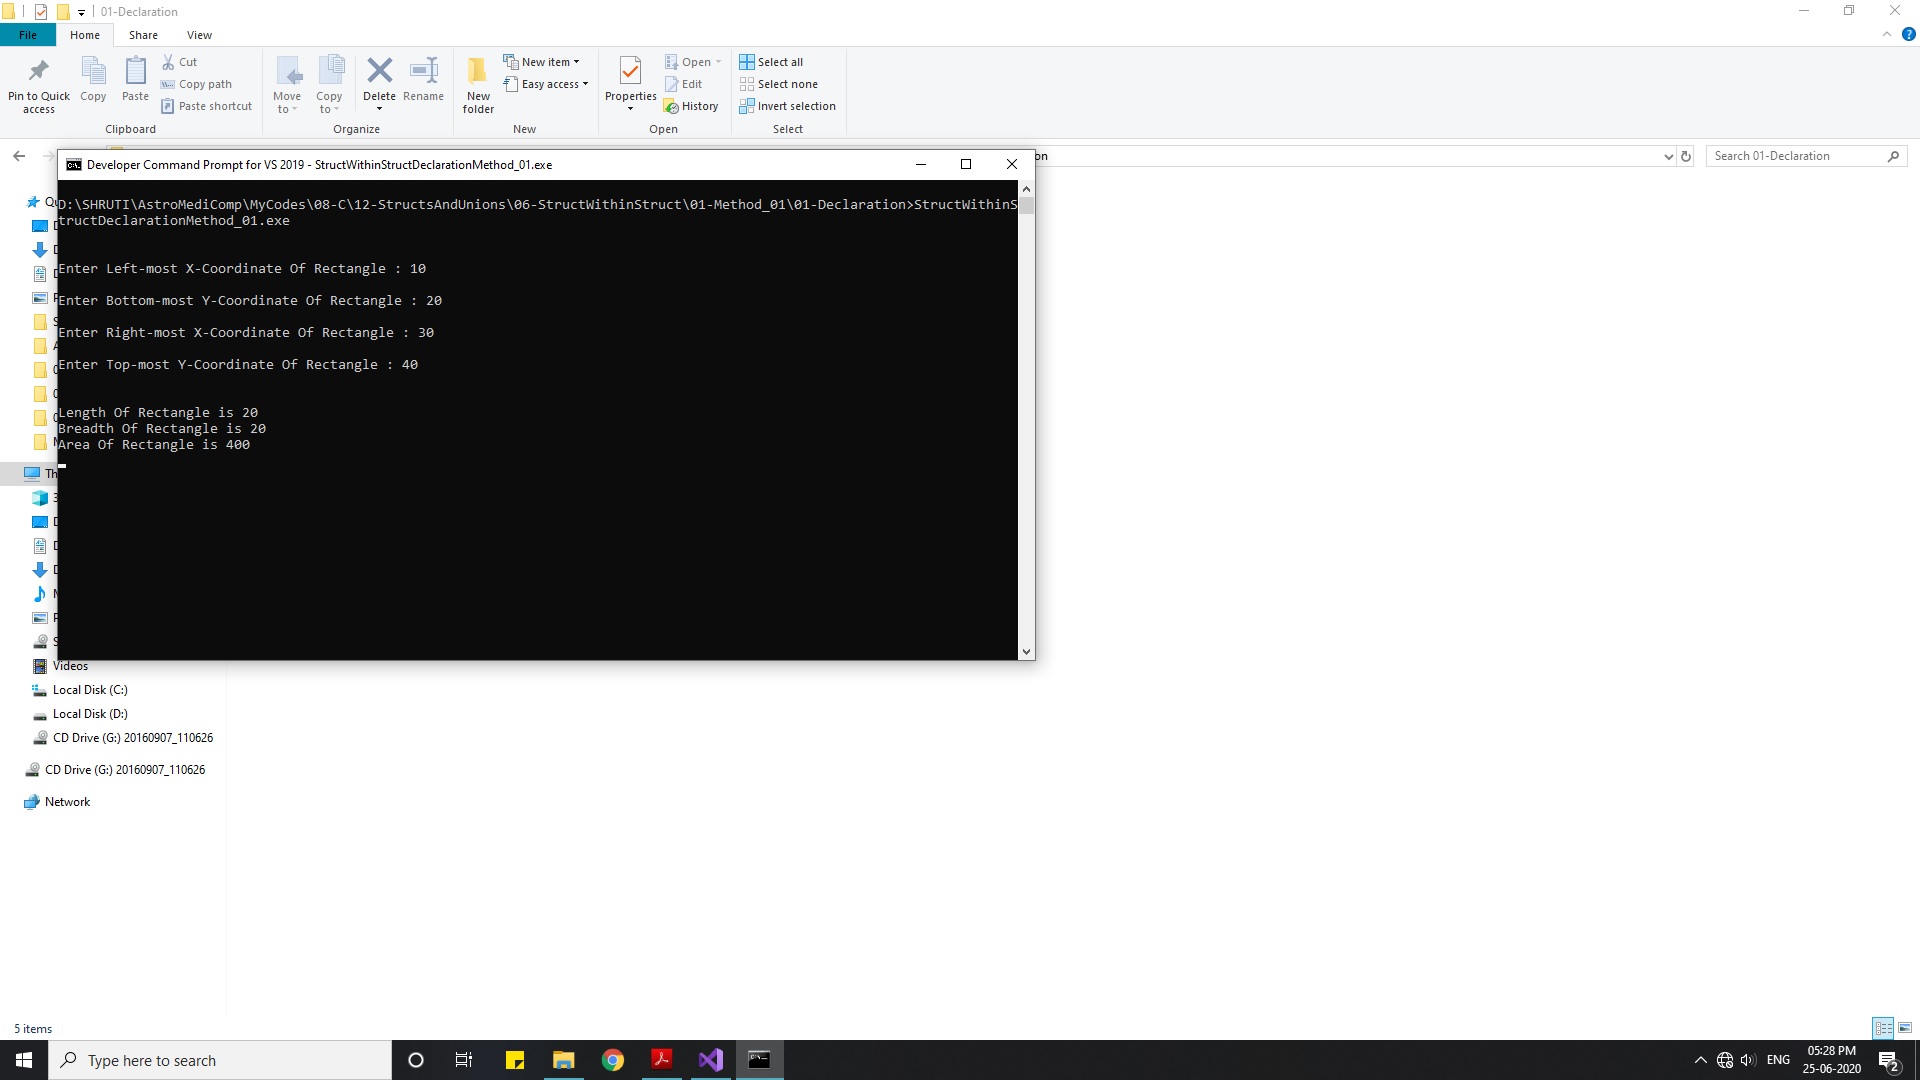 01-Declaration
File Home Share View
Pin to Quick access
Copy
Paste
Cut
Copy path
Paste shortcut
Clipboard
Move to
Copy to
Delete
Rename
Organize
New folder
New item
Easy access
New
Properties
Open
Edit
History
Open
Select all
Select none
Invert selection
Select
on
Search 01-Declaration
Developer Command Prompt for VS 2019 - StructWithinStructDeclarationMethod_01.exe
D:\SHRUTI\AstroMediComp\MyCodes\08-C\12-StructsAndUnions\06-StructWithinStruct\01-Method_01\01-Declaration>StructWithinS
tructDeclarationMethod_01.exe
Enter Left-most X-Coordinate Of Rectangle : 10
Enter Bottom-most Y-Coordinate Of Rectangle : 20
Enter Right-most X-Coordinate Of Rectangle : 30
Enter Top-most Y-Coordinate Of Rectangle : 40
Length Of Rectangle is 20
Breadth Of Rectangle is 20
Area Of Rectangle is 400
Th
Videos
Local Disk (C:)
Local Disk (D:)
CD Drive (G:) 20160907_110626
CD Drive (G:) 20160907_110626
Network
5 items
Type here to search
ENG
05:28 PM
25-06-2020
2